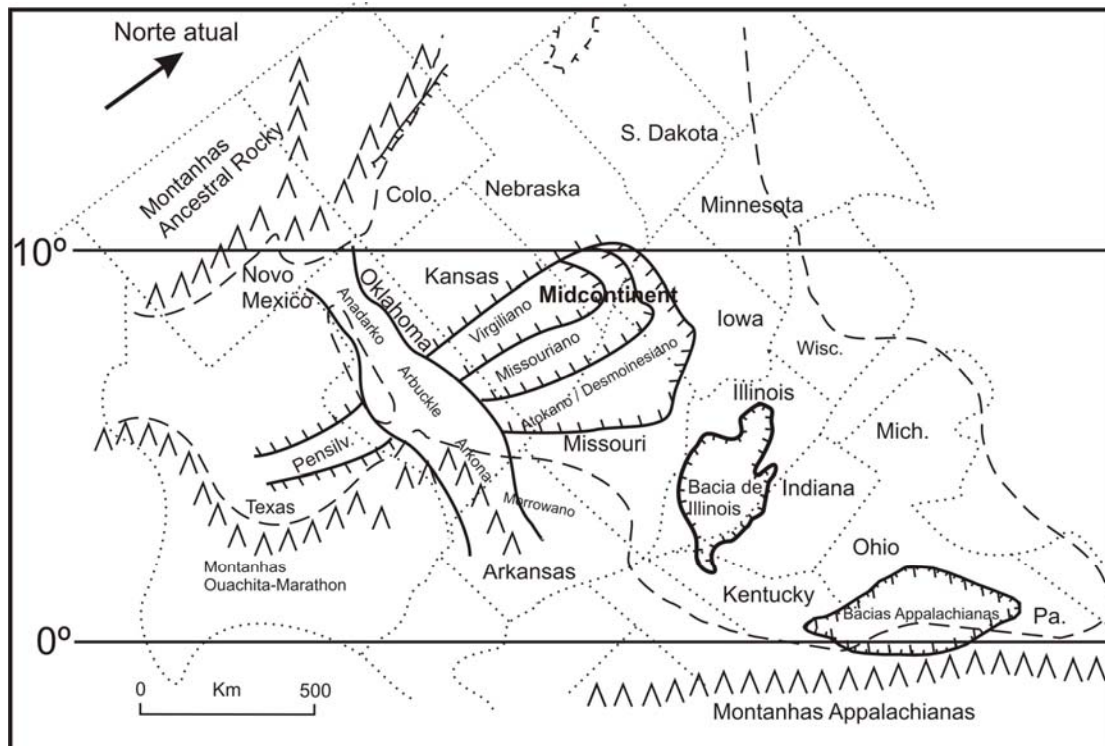 Norte atual
Montanhas
Ancestral Rocky
S. Dakota
Colo.
Nebraska
Minnesota
10º
Novo
Mexico
Kansas
Oklahoma
Anadarko
Midcontinent
Virgiliano
Iowa
Missouriano
Wisc.
Arbuckle
Atokano / Desmoinesiano
Illinois
Missouri
Mich.
Pensilv.
Arkona
Bacia de
Illinois
Indiana
Texas
Morrowano
Montanhas
Ouachita-Marathon
Arkansas
Ohio
Kentucky
Bacias Appalachianas
Pa.
0º
0 Km 500
Montanhas Appalachianas